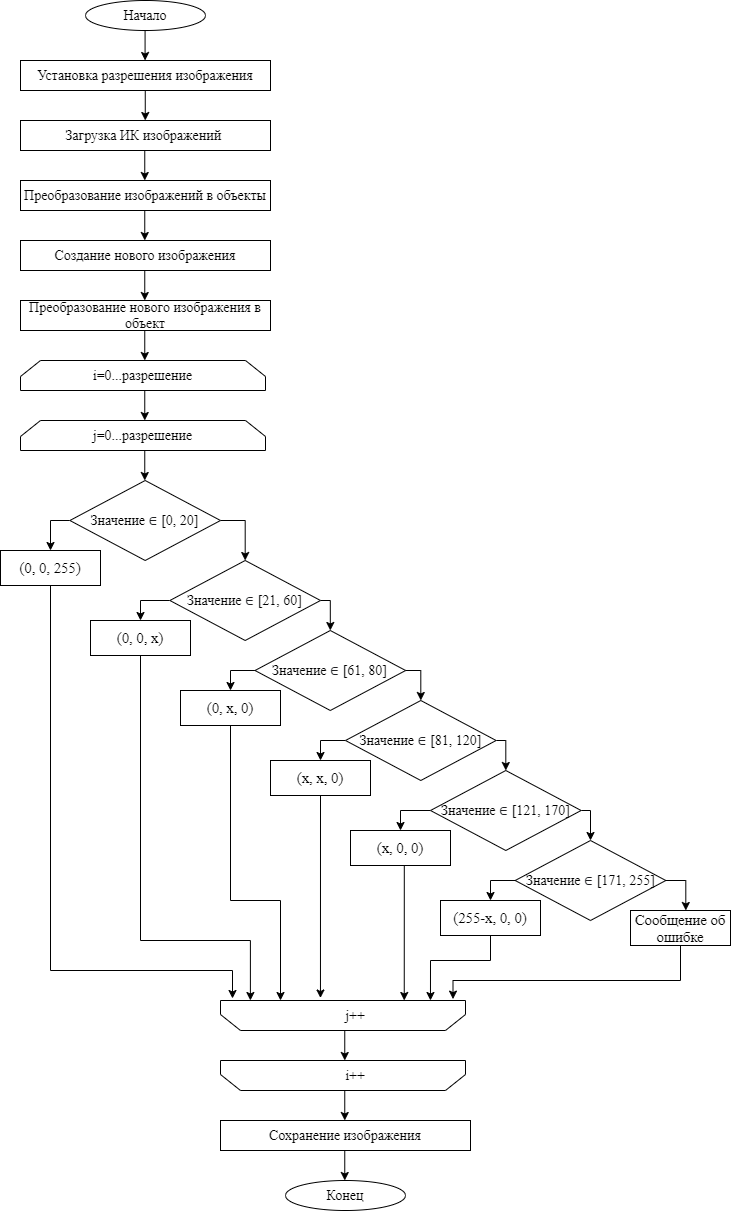 Начало
Установка разрешения изображения
Загрузка ИК изображений
Преобразование изображений в объекты
Создание нового изображения
Преобразование нового изображения в
объект
i=0...разрешение
j=0...разрешение
Значение ∈ [0, 20]
(0, 0, 255)
Значение ∈ [21, 60]
(0, 0, x)
Значение ∈ [61, 80]
(0, x, 0)
Значение ∈ [81, 120]
(x, x, 0)
Значение ∈ [121, 170]
(x, 0, 0)
Значение ∈ [171, 255]
(255-x, 0, 0)
Сообщение об
ошибке
j++
i++
Сохранение изображения
Конец